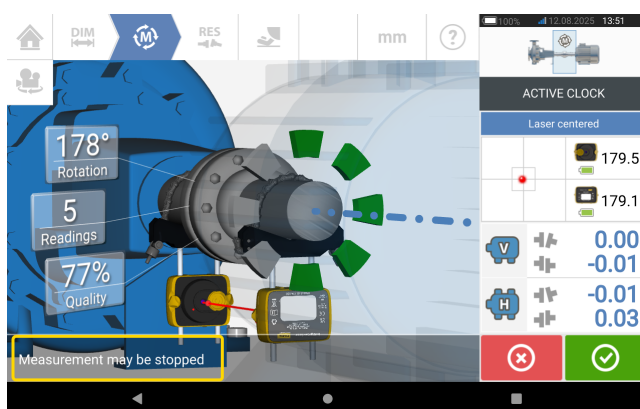 100% 12.08.2025 13:51
DIM
M
RES
mm
?
M
ACTIVE CLOCK
Laser centered
178°
Rotation
179.5
5
Readings
179.1
77%
Quality
V
0.00
-0.01
H
-0.01
0.03
Measurement may be stopped